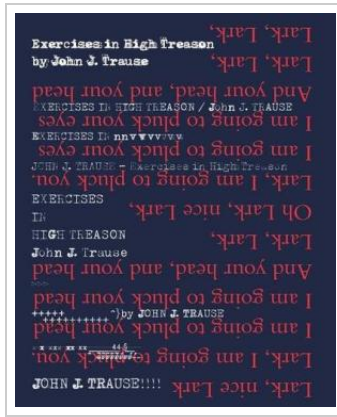 Lark, Lark,
Exercises in High Treason
by John J. Trause
Lark, Lark,
And your head, and your head
EXERCISES IN HIGH TREASON / John J. TRAUSE
I am going to pluck your eyes
EXERCISES IN nnvvvvvv
I am going to pluck your eyes
JOHN J. TRAUSE - Exercises in High Treason
Lark, I am going to pluck you.
EXERCISES
Oh Lark, nice Lark,
IN
HIGH TREASON
Lark, Lark,
John J. Trause
And your head, and your head
I am going to pluck your head
)by JOHN J. TRAUSE
I am going to pluck your head
Lark, I am going to pluck you.
JOHN J. TRAUSE!!!!
Lark, nice Lark,